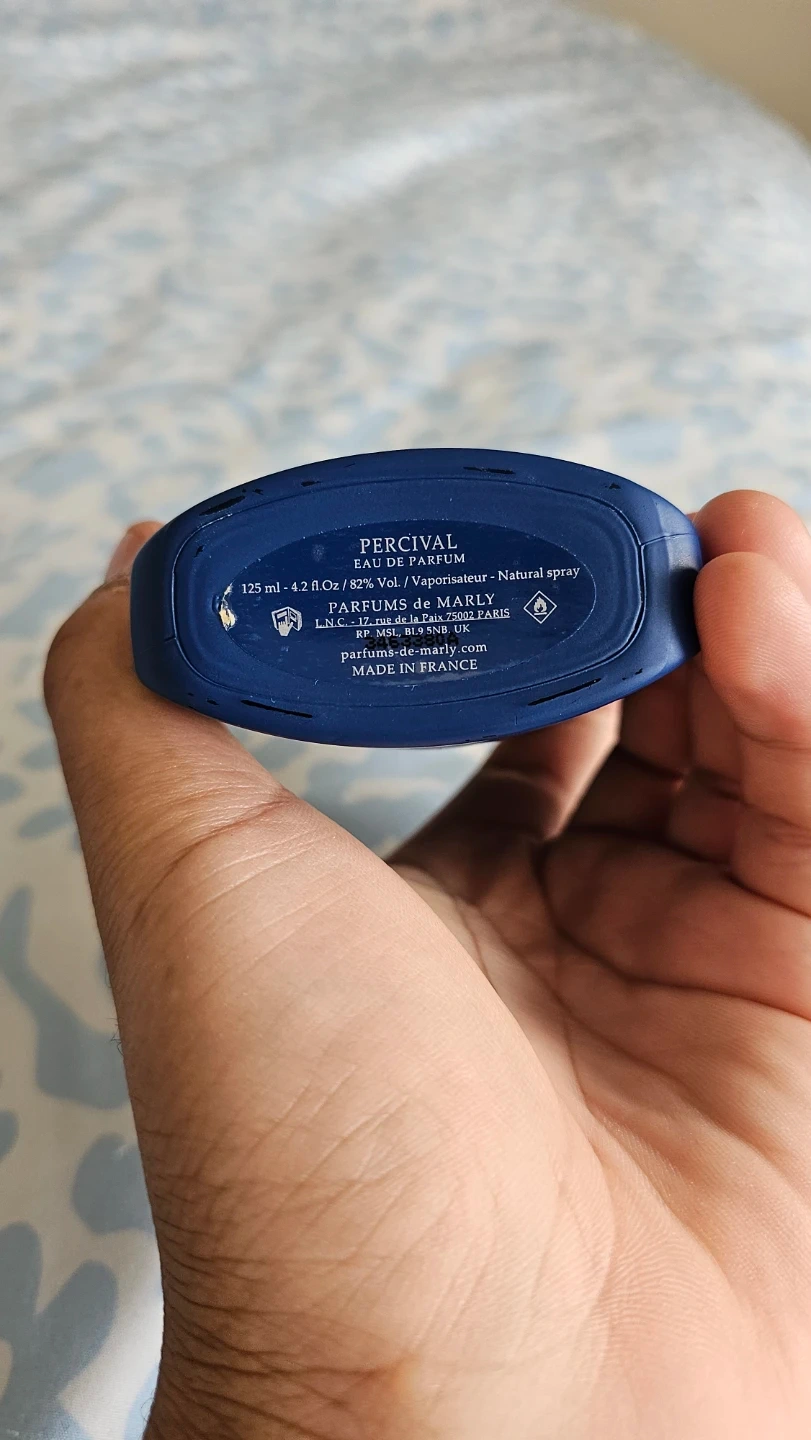 PERCIVAL
EAU DE PARFUM
125 ml - 4.2 fl.Oz / 82% Vol. / Vaporisateur - Natural spray
PARFUMS de MARLY
L.N.C. - 17, rue de la Paix 75002 PARIS
RP. MSL, BL9 5NB, UK
parfums-de-marly.com
MADE IN FRANCE